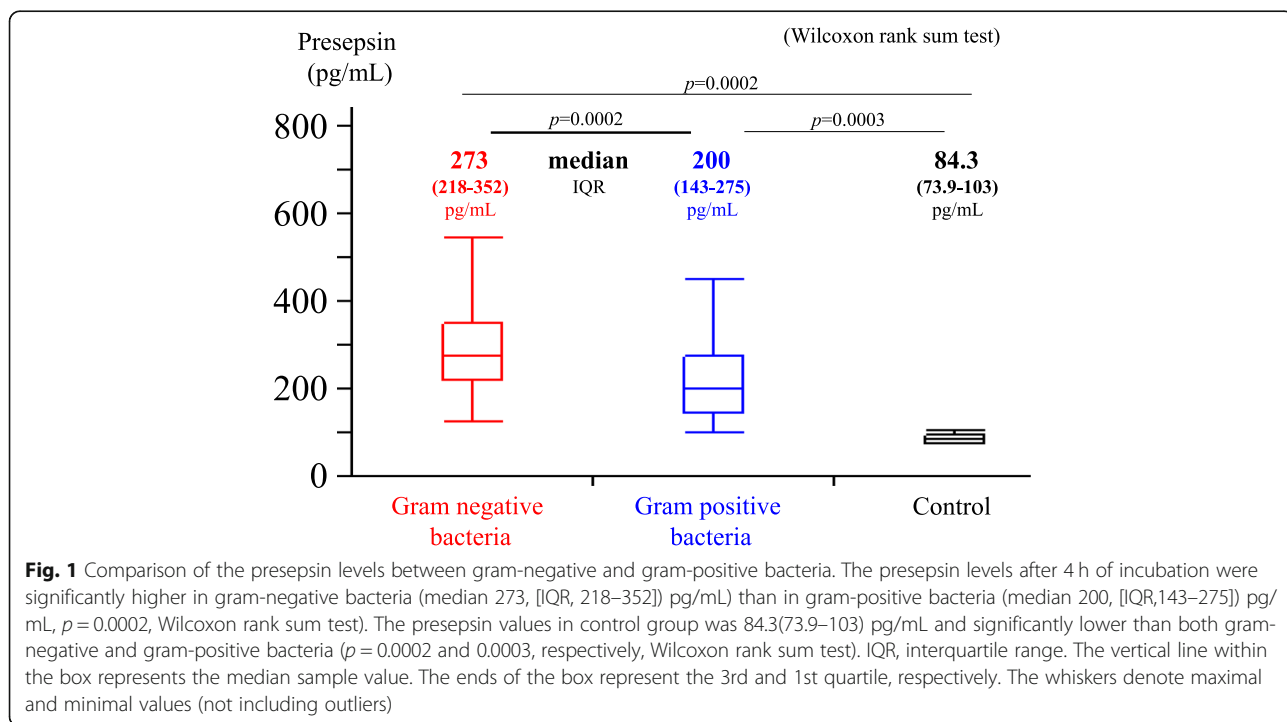 Presepsin
(pg/mL)
(Wilcoxon rank sum test)
p=0.0002
p=0.0002
p=0.0003
800
600
400
200
0
273
(218-352)
pg/mL
median
IQR
200
(143-275)
pg/mL
84.3
(73.9-103)
pg/mL
Gram negative
bacteria
Gram positive
bacteria
Control
Fig. 1 Comparison of the presepsin levels between gram-negative and gram-positive bacteria. The presepsin levels after 4 h of incubation were
significantly higher in gram-negative bacteria (median 273, [IQR, 218–352]) pg/mL) than in gram-positive bacteria (median 200, [IQR,143–275]) pg/
mL, p = 0.0002, Wilcoxon rank sum test). The presepsin values in control group was 84.3(73.9–103) pg/mL and significantly lower than both gram-
negative and gram-positive bacteria (p = 0.0002 and 0.0003, respectively, Wilcoxon rank sum test). IQR, interquartile range. The vertical line within
the box represents the median sample value. The ends of the box represent the 3rd and 1st quartile, respectively. The whiskers denote maximal
and minimal values (not including outliers)